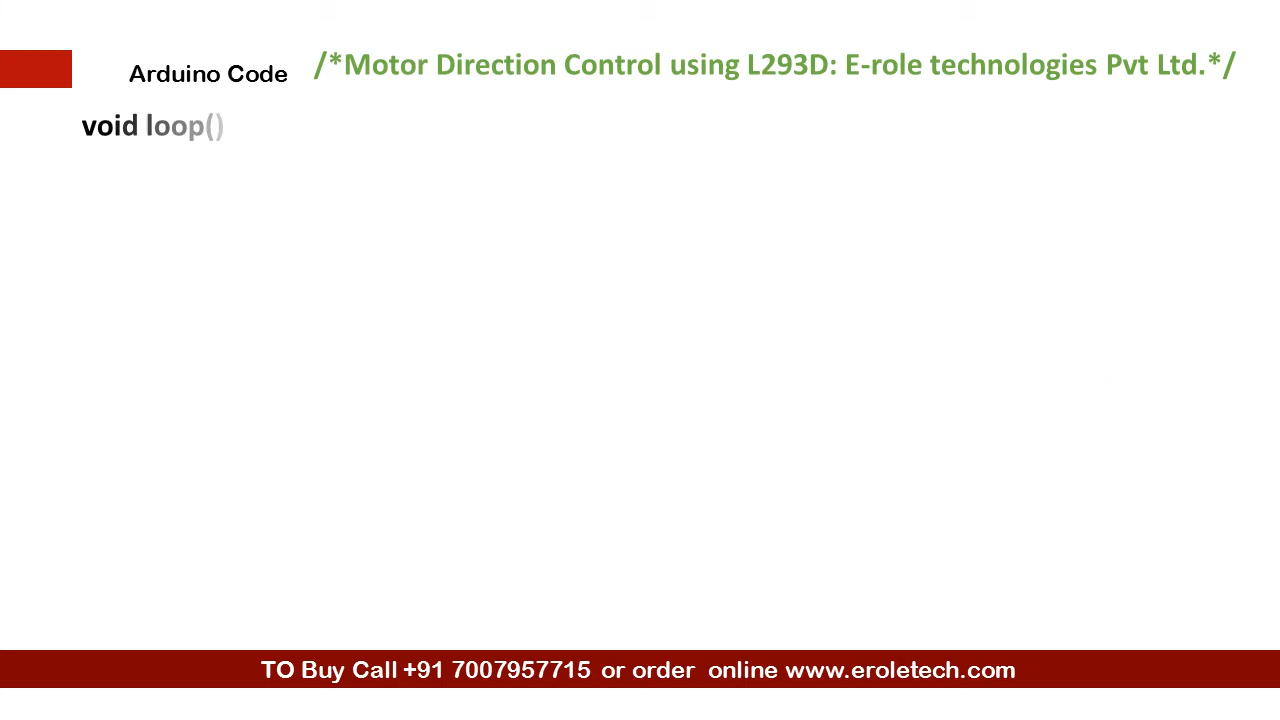 Arduino Code /*Motor Direction Control using L293D: E-role technologies Pvt Ltd.*/
void loop()
TO Buy Call +91 7007957715 or order online www.eroletech.com